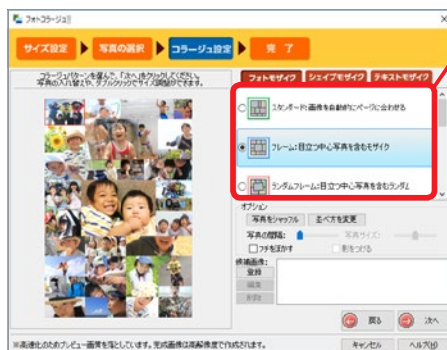 フォトコラージュ
サイズ設定 写真の選択 コラージュ設定 完了
コラージュパターンを選んで、「次へ」をクリックしてください。
写真の入れ替えや、ダブルクリックでサイズ調整ができます。
フォトモザイク シェイプモザイク テキストモザイク
スタンダード:画像を自動的にページに合わせる
フレーム:目立つ中心写真を含むモザイク
ランダムフレーム:目立つ中心写真を含むランダム
オプション
写真をシャッフル 並べ方を変更
写真の間隔: 写真サイズ:
フチをぼかす 影をつける
候補画像:
登録
編集
削除
戻る 次へ
※高速化のためプレビュー画質を落としています。完成画像は高解像度で作成されます。
キャンセル ヘルプ(H)